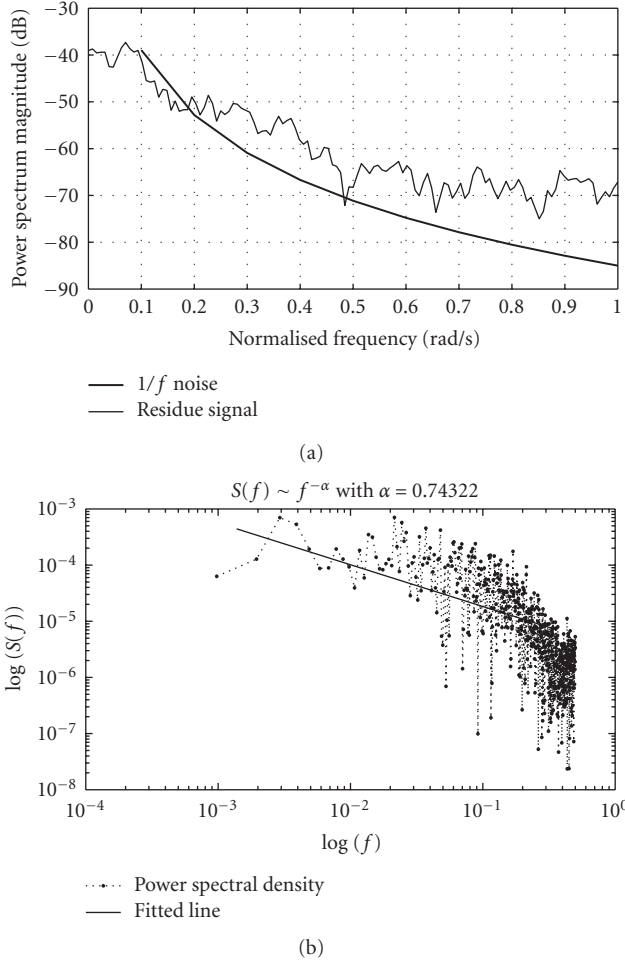 −30
−40
−50
−60
−70
−80
−90
Power spectrum magnitude (dB)
0 0.1 0.2 0.3 0.4 0.5 0.6 0.7 0.8 0.9 1
Normalised frequency (rad/s)
1/f noise
Residue signal
(a)
S(f) ∼ f^−α with α = 0.74322
10^−3
10^−4
10^−5
10^−6
10^−7
10^−8
log (S(f))
10^−4 10^−3 10^−2 10^−1 10^0
log (f)
Power spectral density
Fitted line
(b)